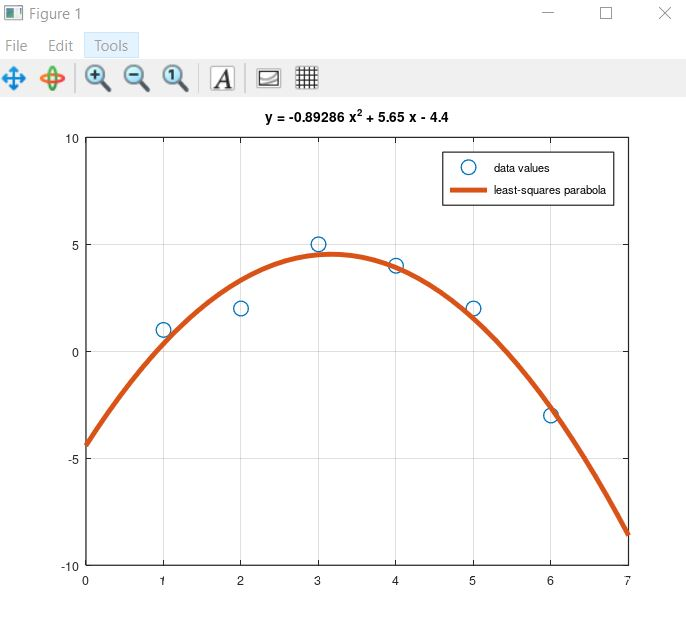 Figure 1
File Edit Tools
1 A
y = -0.89286 x² + 5.65 x - 4.4
10
data values
least-squares parabola
5
0
-5
-10
0 1 2 3 4 5 6 7